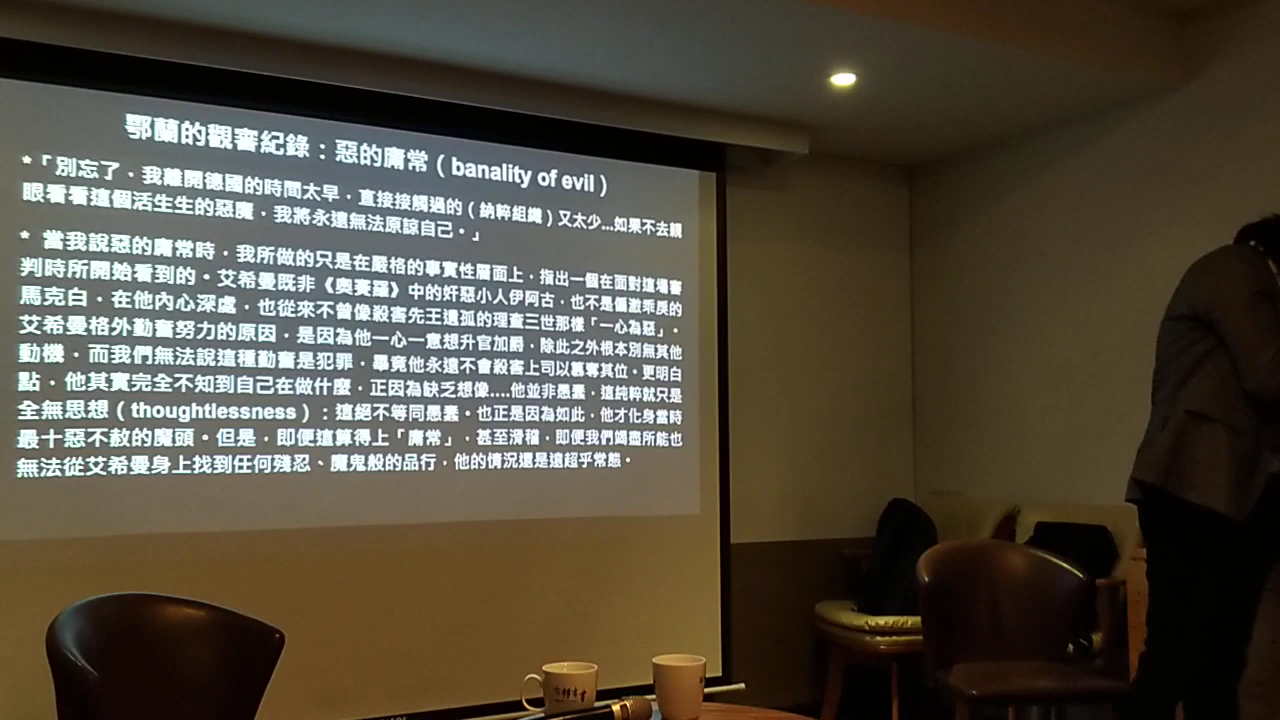 鄂蘭的觀審紀錄：惡的庸常（banality of evil）
*「別忘了，我離開德國的時間太早，直接接觸過的（納粹組織）又太少...如果不去親
眼看看這個活生生的惡魔，我將永遠無法原諒自己。」
* 當我說惡的庸常時，我所做的只是在嚴格的事實性層面上，指出一個在面對這場審
判時所開始看到的。艾希曼既非《奧賽羅》中的奸惡小人伊阿古，也不是偏激乖戾的
馬克白，在他內心深處，也從來不曾像殺害先王遺孤的理查三世那樣「一心為惡」。
艾希曼格外勤奮努力的原因，是因為他一心一意想升官加爵，除此之外根本別無其他
動機，而我們無法說這種勤奮是犯罪，畢竟他永遠不會殺害上司以篡奪其位。更明白
點，他其實完全不知到自己在做什麼，正因為缺乏想像....他並非愚蠢，這純粹就只是
全無思想（thoughtlessness）：這絕不等同愚蠢。也正是因為如此，他才化身當時
最十惡不赦的魔頭。但是，即便這算得上「庸常」，甚至滑稽，即便我們竭盡所能也
無法從艾希曼身上找到任何殘忍、魔鬼般的品行，他的情況還是遠超乎常態。